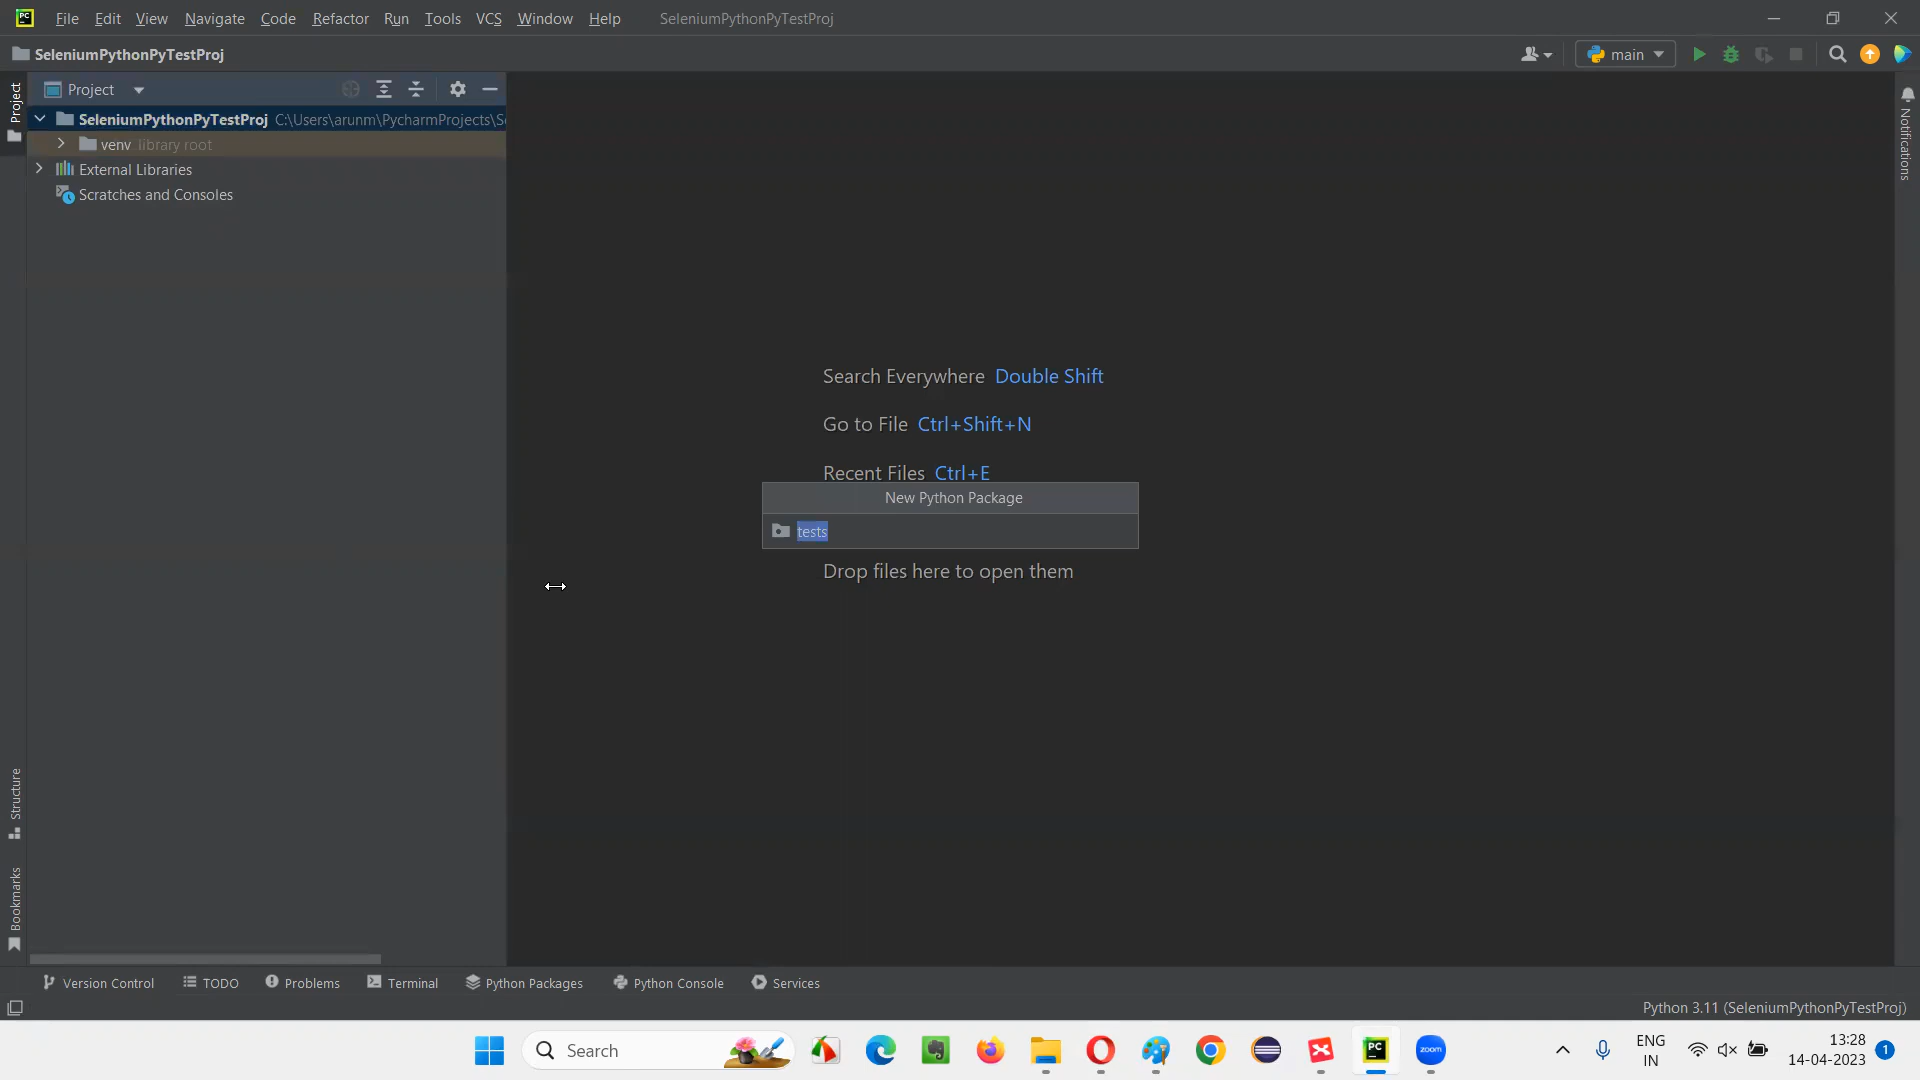 File Edit View Navigate Code Refactor Run Tools VCS Window Help SeleniumPythonPyTestProj
SeleniumPythonPyTestProj
main
Project
Project
SeleniumPythonPyTestProj C:\Users\arunm\PycharmProjects\S
venv library root
External Libraries
Scratches and Consoles
Notifications
Search Everywhere Double Shift
Go to File Ctrl+Shift+N
Recent Files Ctrl+E
New Python Package
tests
Drop files here to open them
Structure
Bookmarks
Version Control TODO Problems Terminal Python Packages Python Console Services
Python 3.11 (SeleniumPythonPyTestProj)
Search
PC
zoom
ENG
IN
13:28
14-04-2023
1